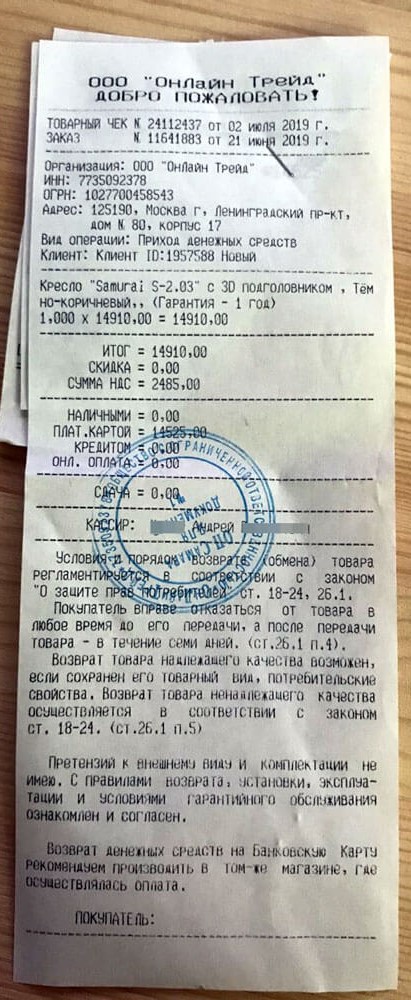 ООО "Онлайн Трейд"
ДОБРО ПОЖАЛОВАТЬ!
ТОВАРНЫЙ ЧЕК N 24112437 от 02 июля 2019 г.
ЗАКАЗ N 11641883 от 21 июня 2019 г.
Организация: ООО "Онлайн Трейд"
ИНН: 7735092378
ОГРН: 1027700458543
Адрес: 125190, Москва г, Ленинградский пр-кт,
дом N 80, корпус 17
Вид операции: Приход денежных средств
Клиент: Клиент ID:1957588 Новый
Кресло "Samurai S-2.03" с 3D подголовником , Тём
но-коричневый,, (Гарантия - 1 год)
1,000 x 14910,00 = 14910,00
ИТОГ = 14910,00
СКИДКА = 0,00
СУММА НДС = 2485,00
НАЛИЧНЫМИ = 0,00
ПЛАТ.КАРТОЙ = 14525,00
КРЕДИТОМ = 0,00
ОНЛ. ОПЛАТА = 0,00
СДАЧА = 0,00
КАССИР: Андрей
Условия и порядок возврата (обмена) товара
регламентируется в соответствии с законом
"О защите прав потребителей" ст. 18-24, 26.1.
Покупатель вправе отказаться от товара в
любое время до его передачи, а после передачи
товара - в течение семи дней. (ст.26.1 п.4).
Возврат товара надлежащего качества возможен,
если сохранен его товарный вид, потребительские
свойства. Возврат товара ненадлежащего качества
осуществляется в соответствии с законом
ст. 18-24. (ст.26.1 п.5)
Претензий к внешнему виду и комплектации не
имею. С правилами возврата, установки, эксплуа-
тации и условиями гарантийного обслуживания
ознакомлен и согласен.
Возврат денежных средств на Банковскую Карту
рекомендуем производить в том-же магазине, где
осуществлялась оплата.
ПОКУПАТЕЛЬ: